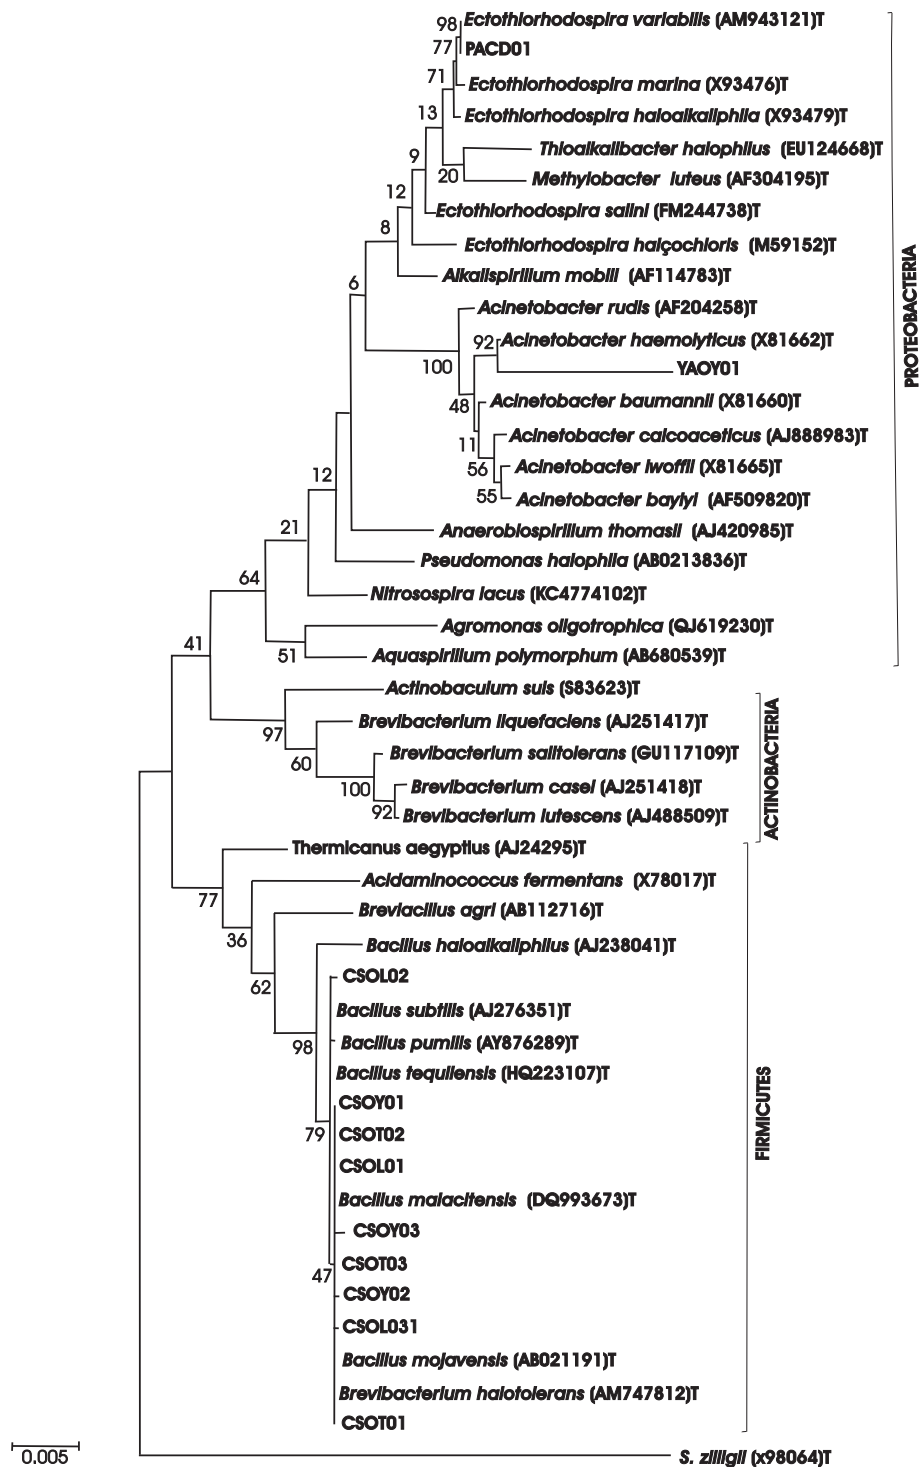 98 Ectothiorhodospira variabilis (AM943121)T
77 PACD01
71 Ectothiorhodospira marina (X93476)T
13 Ectothiorhodospira haloalkaliphila (X93479)T
9 Thioalkalibacter halophilus (EU124668)T
20 Methylobacter luteus (AF304195)T
12 Ectothiorhodospira salini (FM244738)T
8 Ectothiorhodospira halçochloris (M59152)T
Alkalispirillum mobili (AF114783)T
6 Acinetobacter rudis (AF204258)T
92 Acinetobacter haemolyticus (X81662)T
100 YAOY01
48 Acinetobacter baumannii (X81660)T
11 Acinetobacter calcoaceticus (AJ888983)T
56 Acinetobacter lwoffii (X81665)T
55 Acinetobacter baylyi (AF509820)T
Anaerobiospirillum thomasii (AJ420985)T
12 Pseudomonas halophila (AB0213836)T
21 Nitrosospira lacus (KC4774102)T
64 Agromonas oligotrophica (QJ619230)T
41 51 Aquaspirillum polymorphum (AB680539)T
PROTEOBACTERIA
Actinobaculum suis (S83623)T
97 Brevibacterium liquefaciens (AJ251417)T
60 Brevibacterium salitolerans (GU117109)T
100 Brevibacterium casei (AJ251418)T
92 Brevibacterium lutescens (AJ488509)T
ACTINOBACTERIA
Thermicanus aegyptius (AJ24295)T
77 Acidaminococcus fermentans (X78017)T
36 Breviacillus agri (AB112716)T
62 Bacillus haloalkaliphilus (AJ238041)T
CSOL02
Bacillus subtilis (AJ276351)T
98 Bacillus pumilis (AY876289)T
Bacillus tequilensis (HQ223107)T
CSOY01
79 CSOT02
CSOL01
Bacillus malacitensis (DQ993673)T
CSOY03
47 CSOT03
CSOY02
CSOL031
Bacillus mojavensis (AB021191)T
Brevibacterium halotolerans (AM747812)T
CSOT01
FIRMICUTES
0.005
S. zilligii (x98064)T